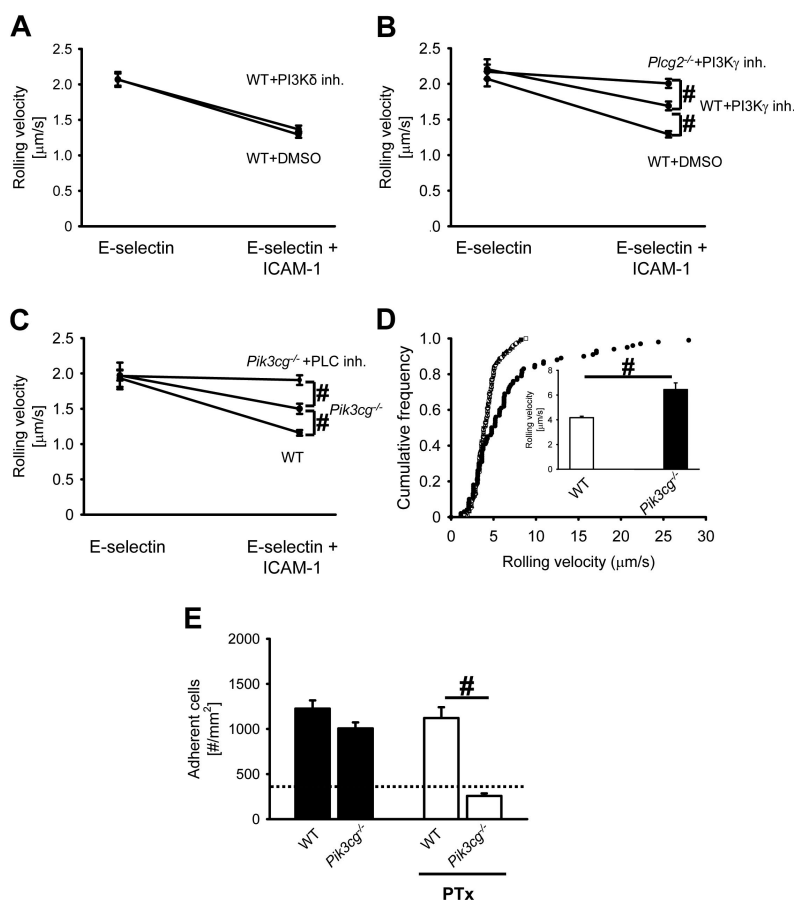 A
Rolling velocity
[μm/s]
2.5
2.0
1.5
1.0
0.5
0
WT+PI3Kδ inh.
WT+DMSO
E-selectin
E-selectin +
ICAM-1
B
Rolling velocity
[μm/s]
2.5
2.0
1.5
1.0
0.5
.0
Plcg2-/-+PI3Kγ inh.
#
WT+PI3Kγ inh.
#
WT+DMSO
E-selectin
E-selectin +
ICAM-1
C
Rolling velocity
[μm/s]
2.5
2.0
1.5
1.0
0.5
0
Pik3cg-/-+PLC inh.
#
Pik3cg-/-
#
WT
E-selectin
E-selectin +
ICAM-1
D
Cumulative frequency
1.0
0.8
0.6
0.4
0.2
0
0 5 10 15 20 25 30
Rolling velocity (μm/s)
Rolling velocity
[μm/s]
8
6
4
2
0
#
WT
Pik3cg-/-
E
Adherent cells
[#/mm2]
2000
1500
1000
500
0
#
WT
Pik3cg-/-
WT
Pik3cg-/-
PTx